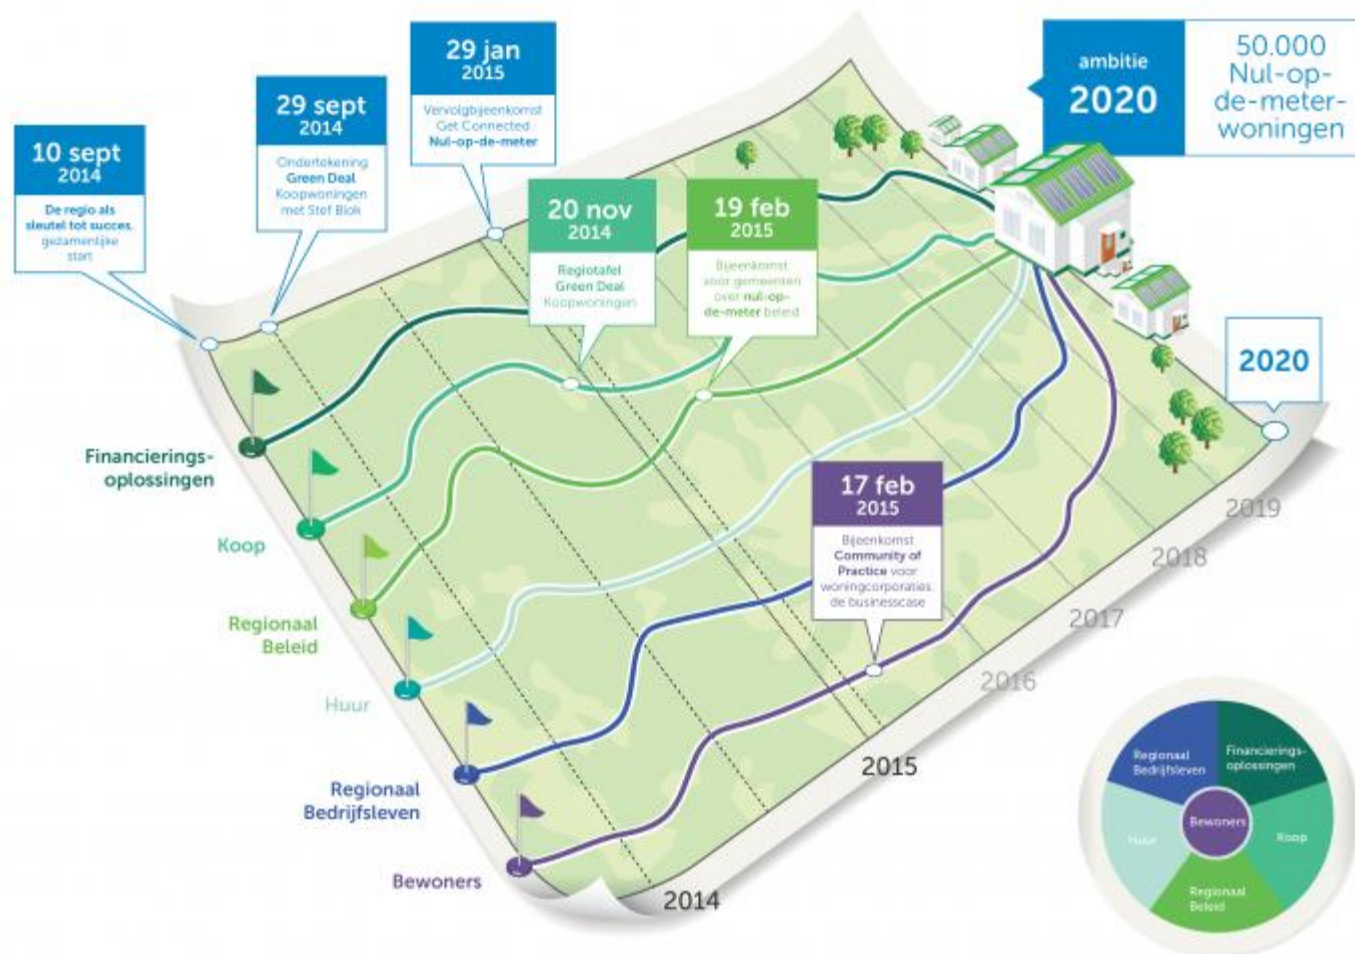 10 sept
2014
De regio als
sleutel tot succes,
gezamenlijke
start
29 sept
2014
Ondertekening
Green Deal
Koopwoningen
met Stef Blok
29 jan
2015
Vervolgbijeenkomst
Get Connected
Nul-op-de-meter
20 nov
2014
Regiotafel
Green Deal
Koopwoningen
19 feb
2015
Bijeenkomst
voor gemeenten
over nul-op-
de-meter beleid
ambitie
2020
50.000
Nul-op-
de-meter-
woningen
2020
17 feb
2015
Bijeenkomst
Community of
Practice voor
woningcorporaties:
de businesscase
Financierings-
oplossingen
Koop
Regionaal
Beleid
Huur
Regionaal
Bedrijfsleven
Bewoners
2014
2015
2016
2017
2018
2019
Regionaal
Bedrijfsleven
Financierings-
oplossingen
Bewoners
Huur
Koop
Regionaal
Beleid